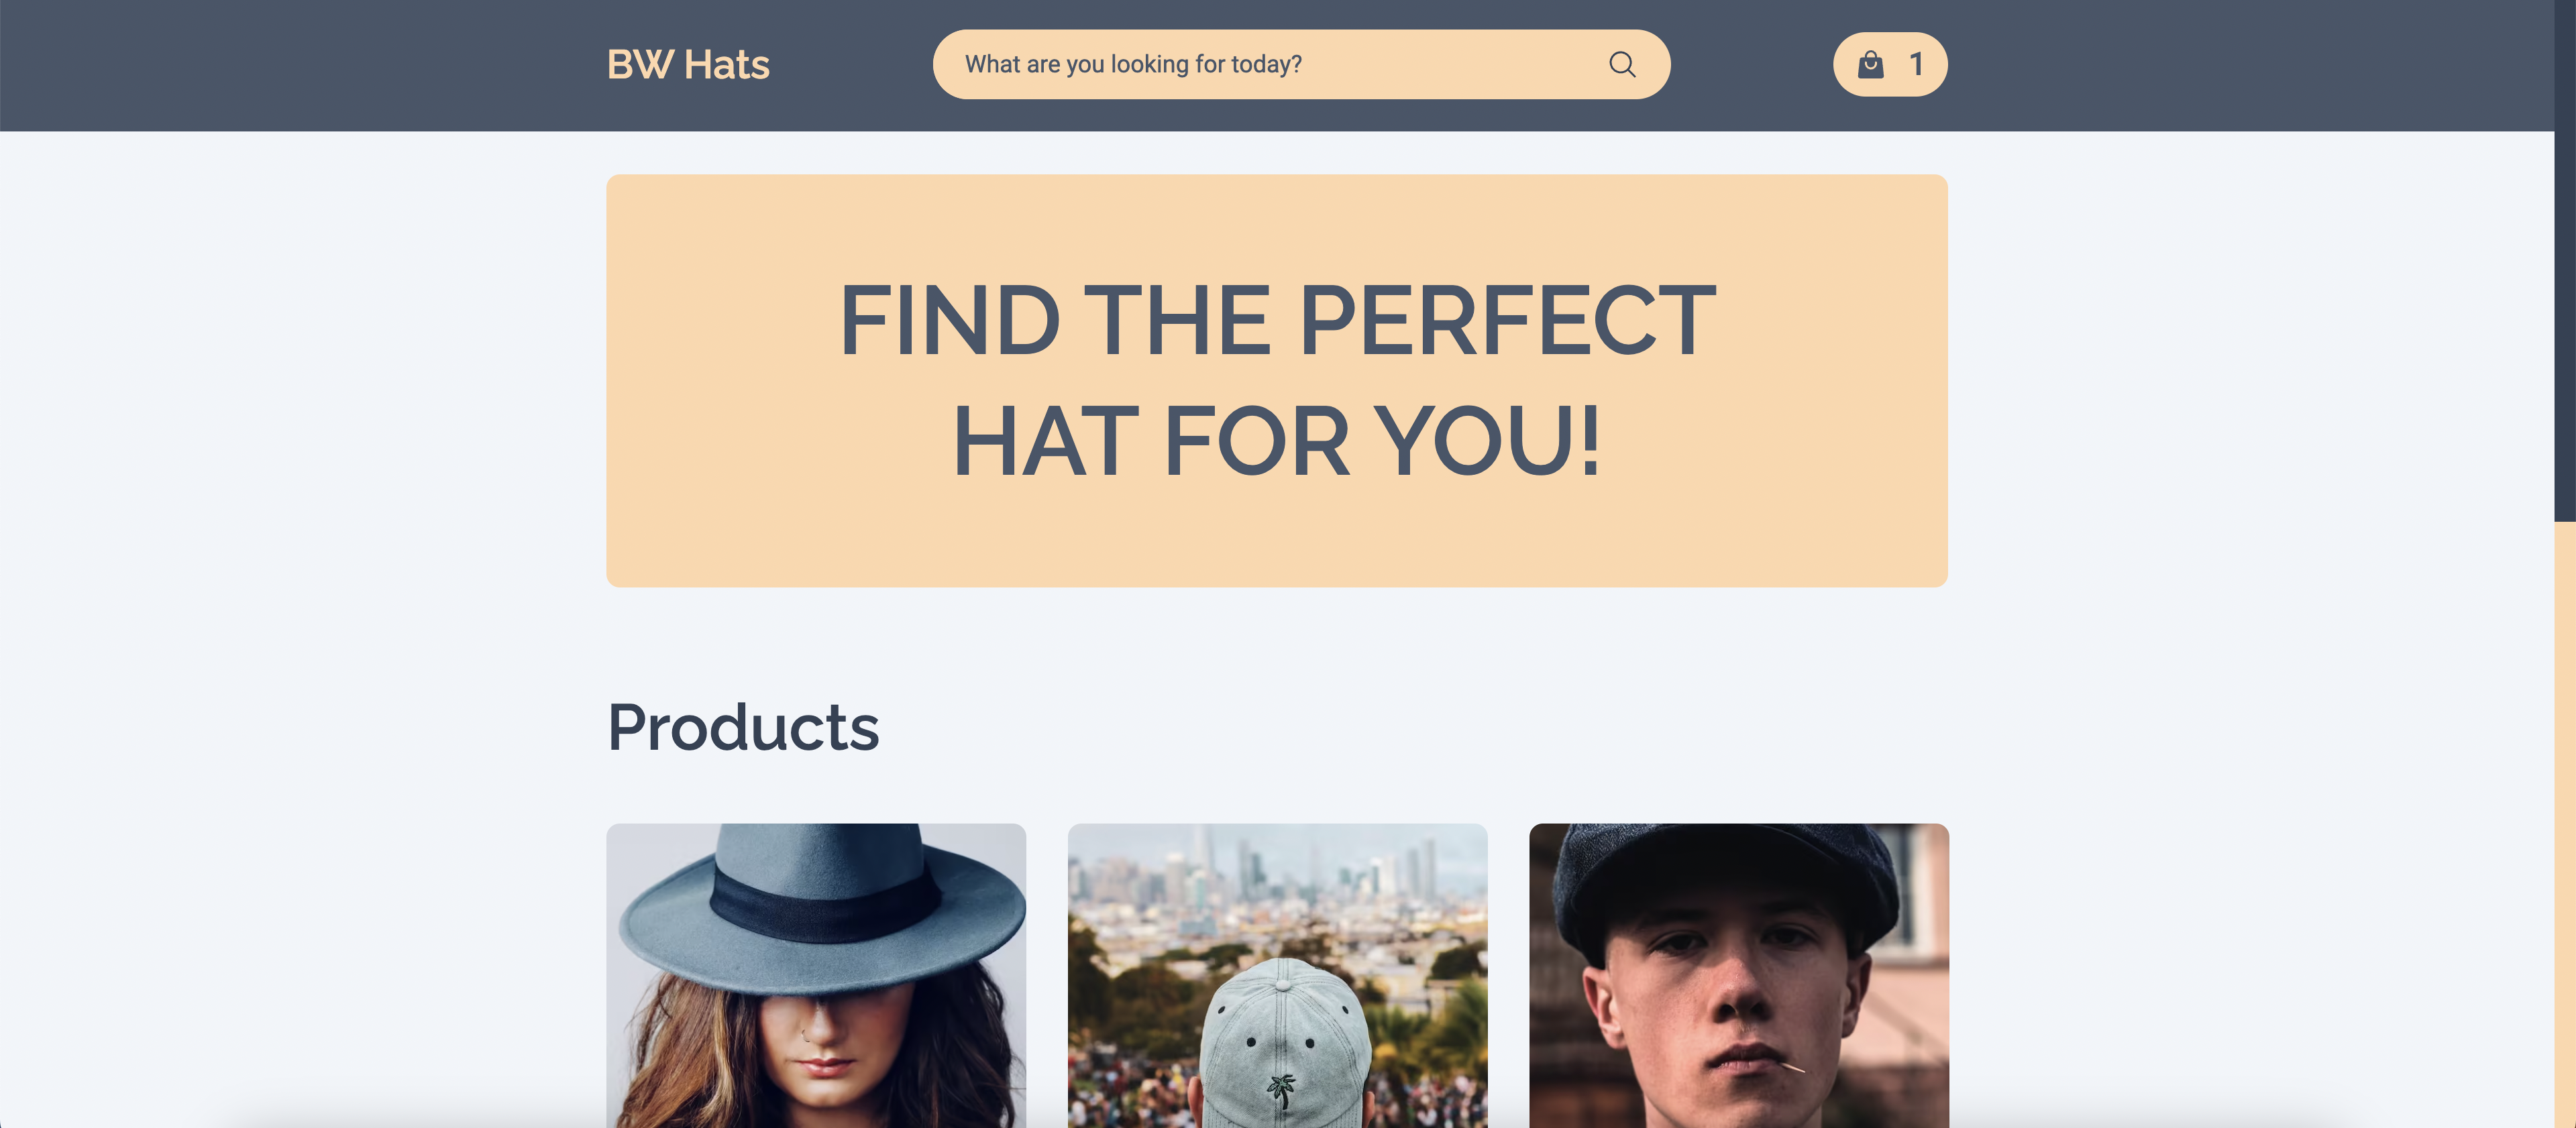 BW Hats
What are you looking for today?
1
FIND THE PERFECT
HAT FOR YOU!
Products